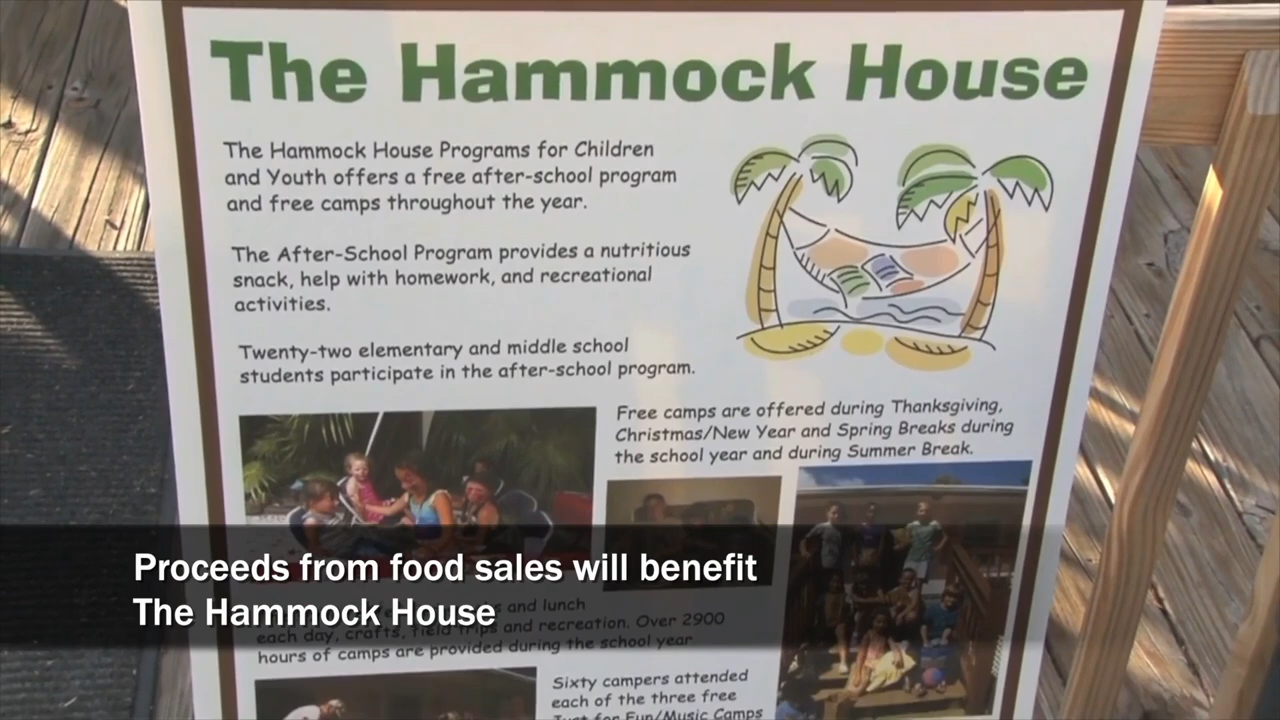 The Hammock House
The Hammock House Programs for Children
and Youth offers a free after-school program
and free camps throughout the year.
The After-School Program provides a nutritious
snack, help with homework, and recreational
activities.
Twenty-two elementary and middle school
students participate in the after-school program.
Free camps are offered during Thanksgiving,
Christmas/New Year and Spring Breaks during
the school year and during Summer Break.
Proceeds from food sales will benefit
The Hammock House
and lunch
each day, crafts, field trips and recreation. Over 2900
hours of camps are provided during the school year
Sixty campers attended
each of the three free
Just for Fun/Music Camps